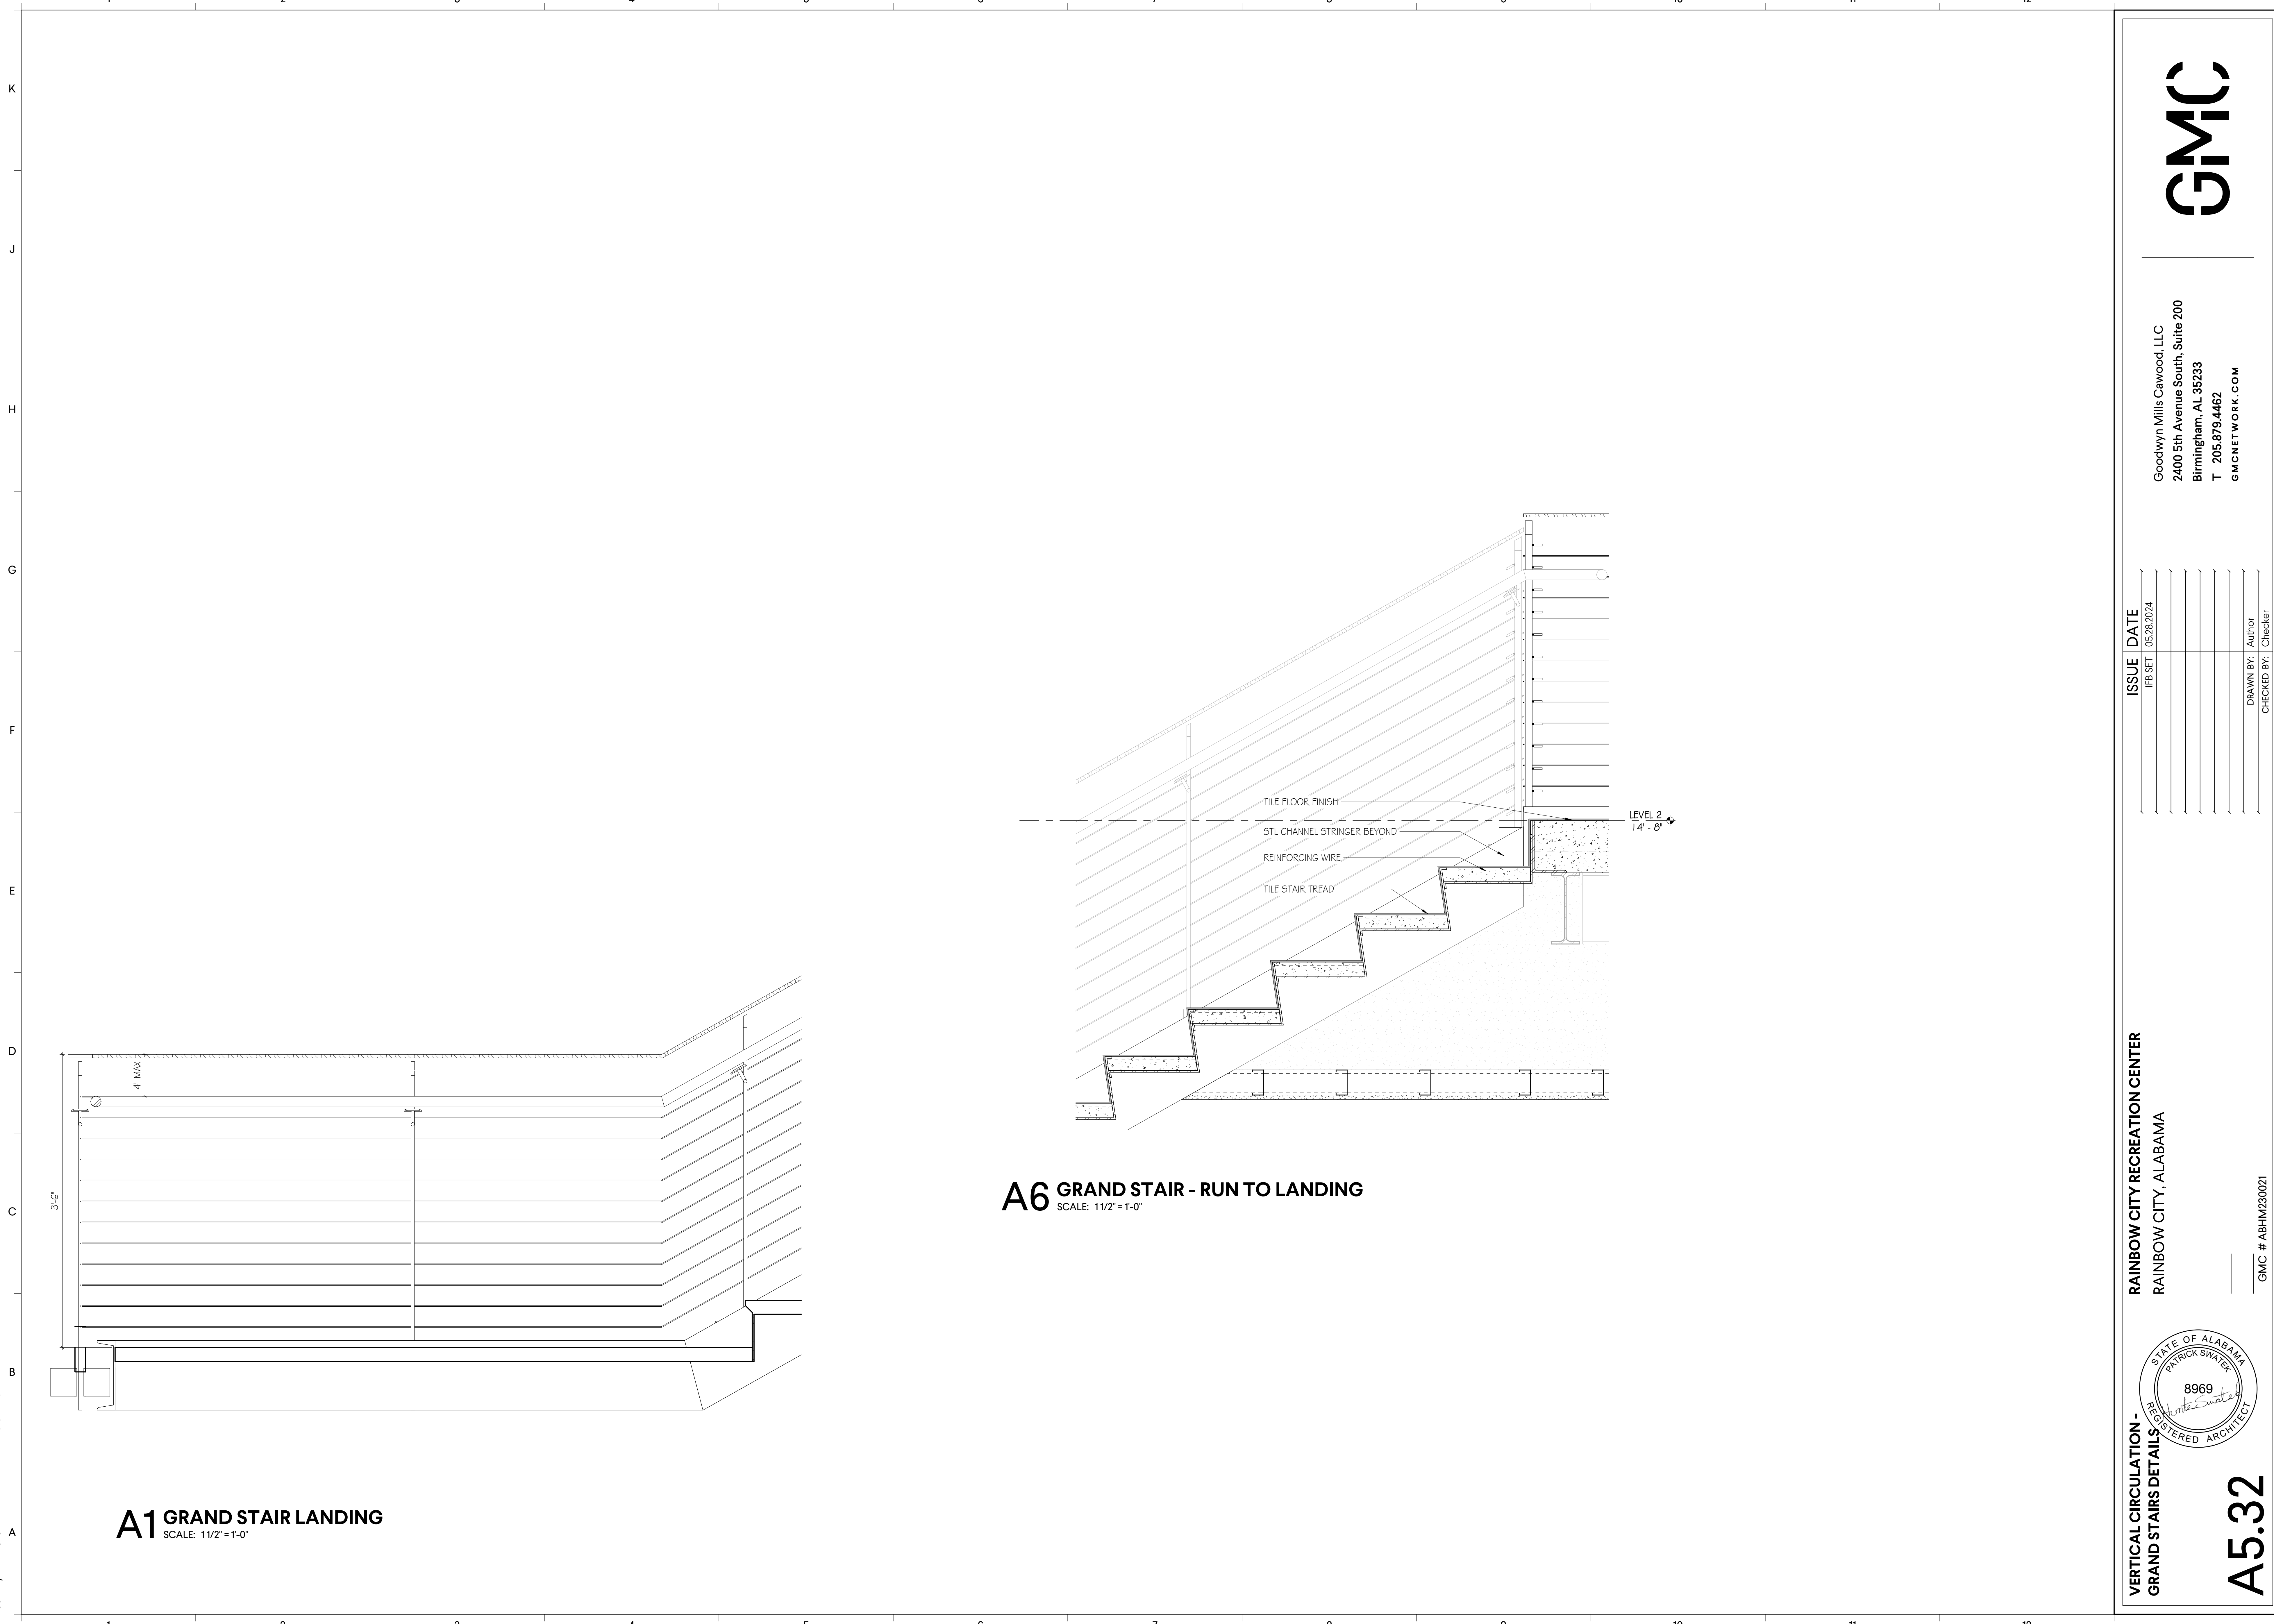 K
J
H
G
F
E
D
C
B
A
3'-6"
4" MAX
A1 GRAND STAIR LANDING
SCALE: 1 1/2" = 1'-0"
TILE FLOOR FINISH
STL CHANNEL STRINGER BEYOND
REINFORCING WIRE
TILE STAIR TREAD
LEVEL 2
14' - 8"
A6 GRAND STAIR - RUN TO LANDING
SCALE: 1 1/2" = 1'-0"
GMC
Goodwyn Mills Cawood, LLC
2400 5th Avenue South, Suite 200
Birmingham, AL 35233
T 205.879.4462
GMCNETWORK.COM
ISSUE DATE
IFB SET 05.28.2024
DRAWN BY: Author
CHECKED BY: Checker
RAINBOW CITY RECREATION CENTER
RAINBOW CITY, ALABAMA
GMC # ABHM230021
STATE OF ALABAMA
PATRICK SWATEK
8969
REGISTERED ARCHITECT
VERTICAL CIRCULATION -
GRAND STAIRS DETAILS
A5.32